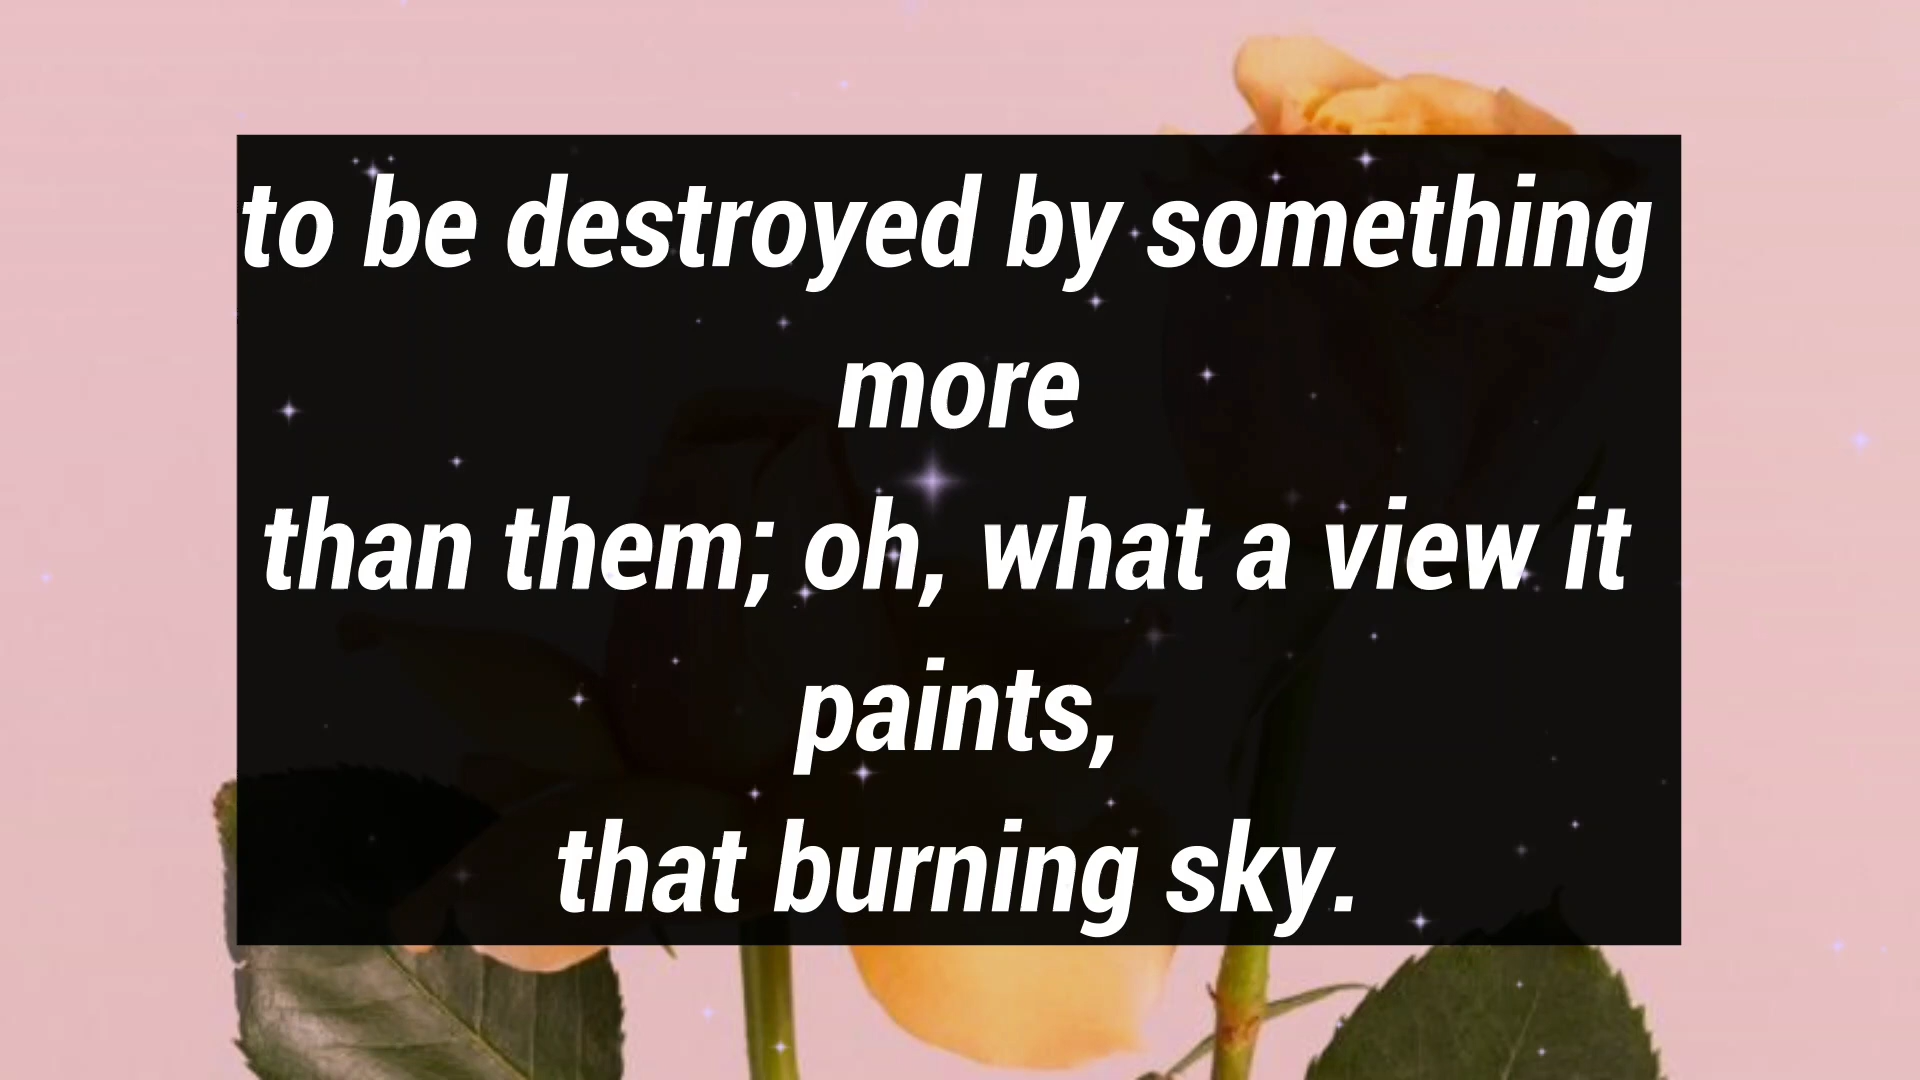 to be destroyed by something
more
than them; oh, what a view it
paints,
that burning sky.